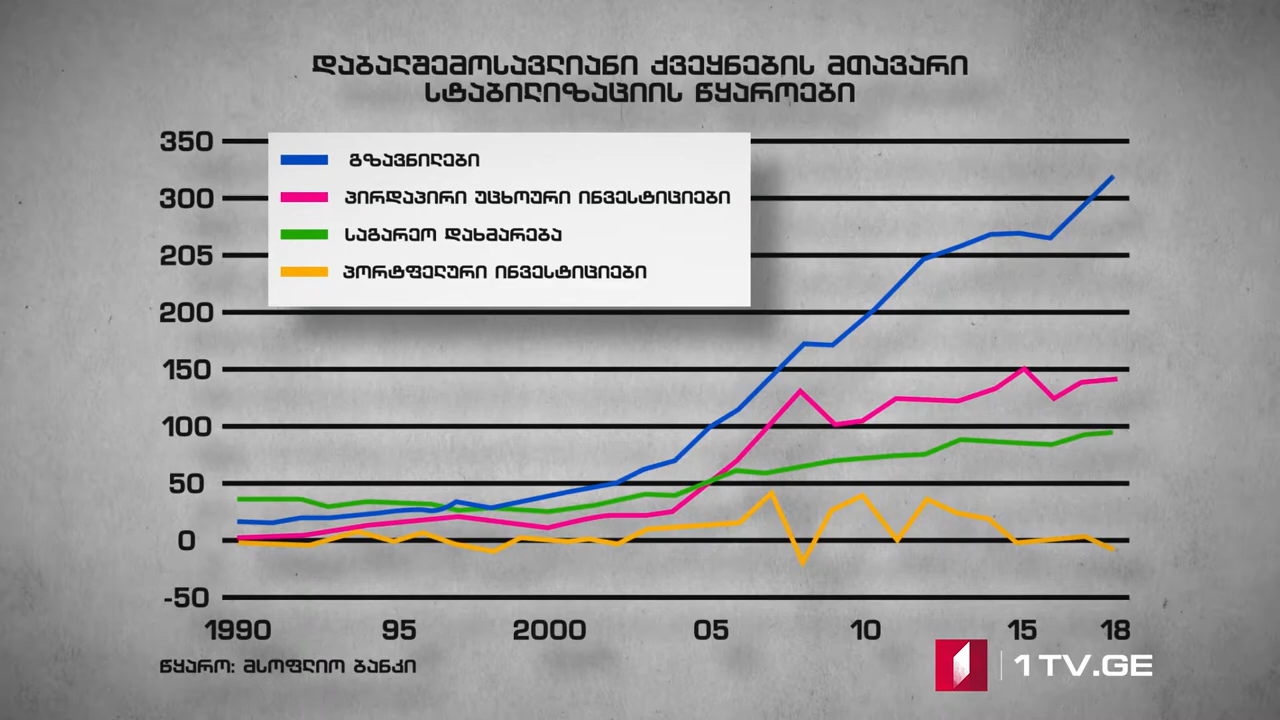 დაბალშემოსავლიანი ქვეყნების მთავარი
სტაბილიზაციის წყაროები
350
300
205
200
150
100
50
0
-50
გზავნილები
პირდაპირი უცხოური ინვესტიციები
საგარეო დახმარება
პორტფელური ინვესტიციები
1990 95 2000 05 10 15 18
წყარო: მსოფლიო ბანკი
1TV.GE